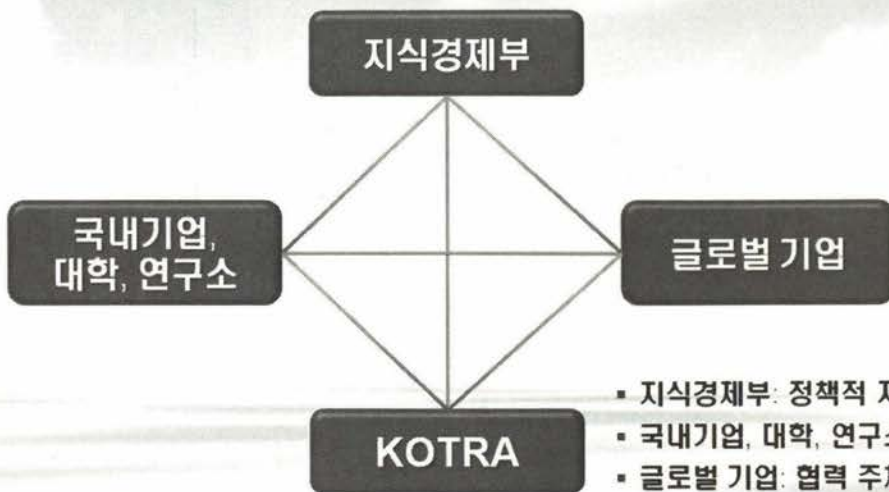 지식경제부
국내기업,
대학, 연구소
글로벌 기업
KOTRA
▪ 지식경제부: 정책적
▪ 국내기업, 대학,
▪ 글로벌 기업: 협력